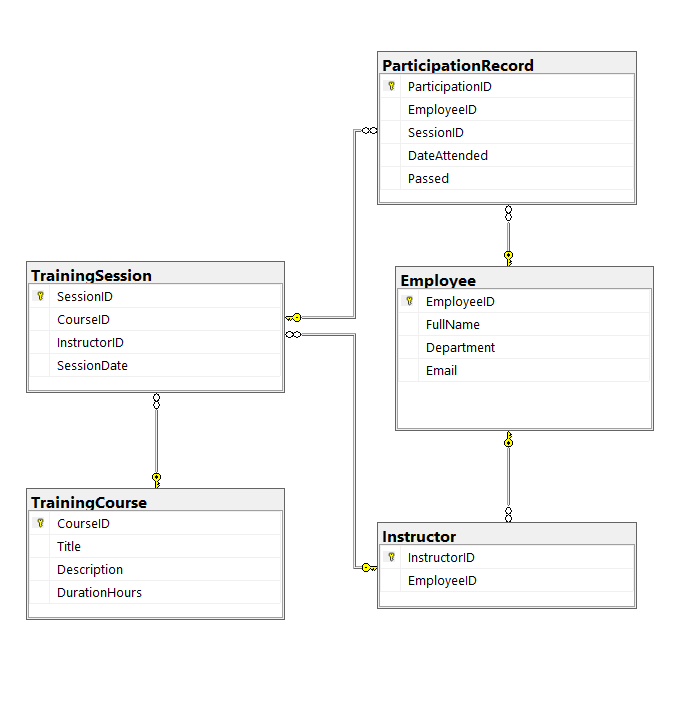 ParticipationRecord
ParticipationID
EmployeeID
SessionID
DateAttended
Passed
TrainingSession
SessionID
CourseID
InstructorID
SessionDate
Employee
EmployeeID
FullName
Department
Email
TrainingCourse
CourseID
Title
Description
DurationHours
Instructor
InstructorID
EmployeeID